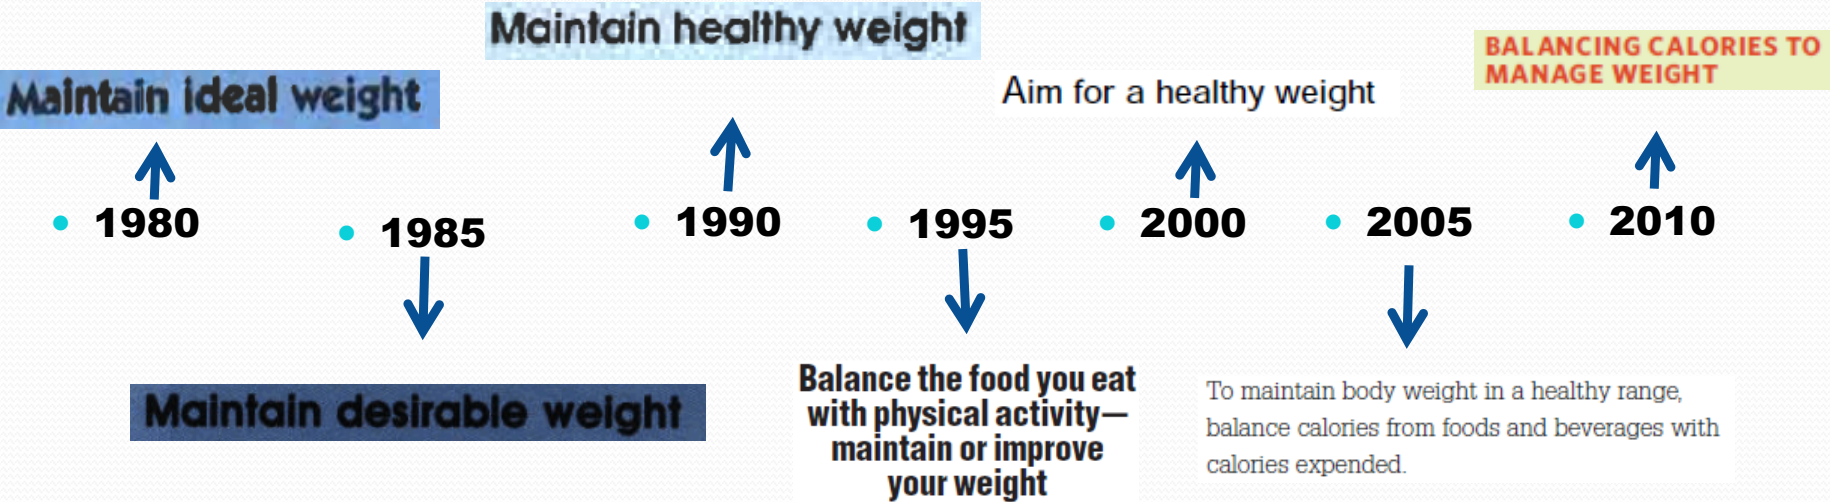 Maintain healthy weight
BALANCING CALORIES TO
MANAGE WEIGHT
Maintain ideal weight
Aim for a healthy weight
• 1980
• 1985
• 1990
• 1995
• 2000
• 2005
• 2010
Maintain desirable weight
Balance the food you eat
with physical activity—
maintain or improve
your weight
To maintain body weight in a healthy range,
balance calories from foods and beverages with
calories expended.